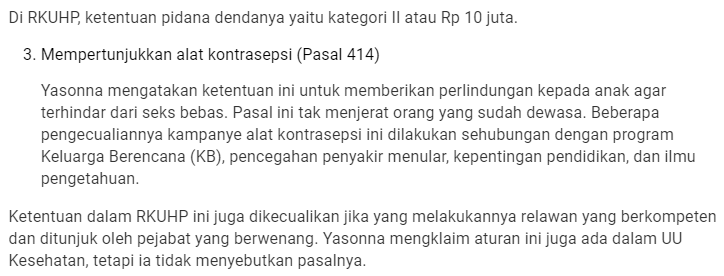 Di RKUHP, ketentuan pidana dendanya yaitu kategori II atau Rp 10 juta.
3. Mempertunjukkan alat kontrasepsi (Pasal 414)
Yasonna mengatakan ketentuan ini untuk memberikan perlindungan kepada anak agar
terhindar dari seks bebas. Pasal ini tak menjerat orang yang sudah dewasa. Beberapa
pengecualiannya kampanye alat kontrasepsi ini dilakukan sehubungan dengan program
Keluarga Berencana (KB), pencegahan penyakir menular, kepentingan pendidikan, dan ilmu
pengetahuan.
Ketentuan dalam RKUHP ini juga dikecualikan jika yang melakukannya relawan yang berkompeten
dan ditunjuk oleh pejabat yang berwenang. Yasonna mengklaim aturan ini juga ada dalam UU
Kesehatan, tetapi ia tidak menyebutkan pasalnya.